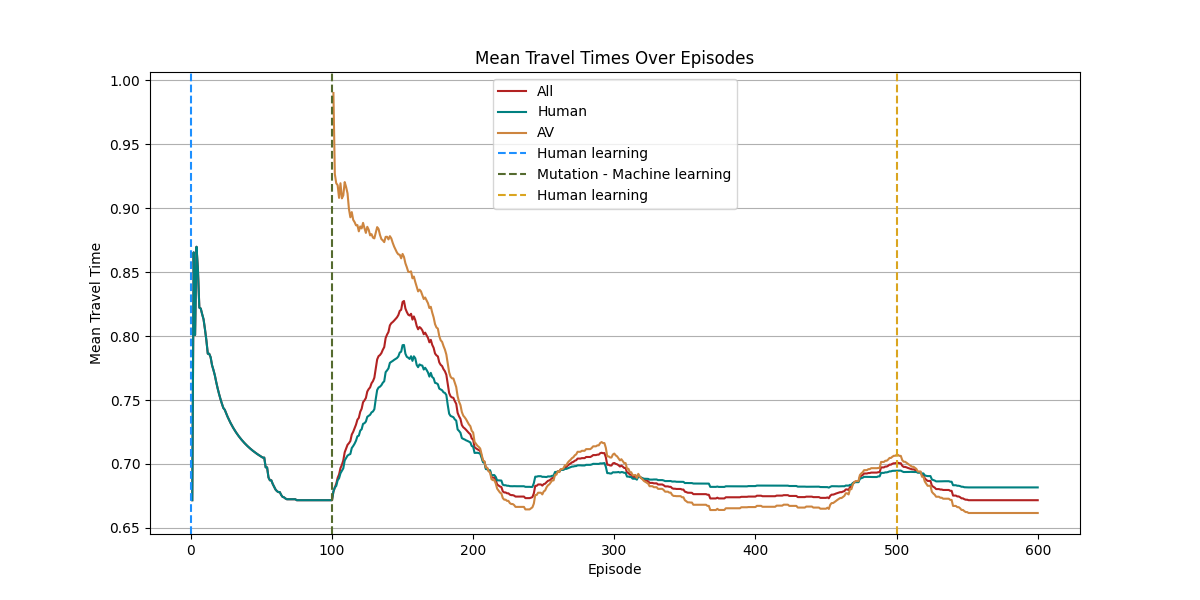 Mean Travel Times Over Episodes
All
Human
AV
Human learning
Mutation - Machine learning
Human learning
Mean Travel Time
1.00
0.95
0.90
0.85
0.80
0.75
0.70
0.65
0 100 200 300 400 500 600
Episode